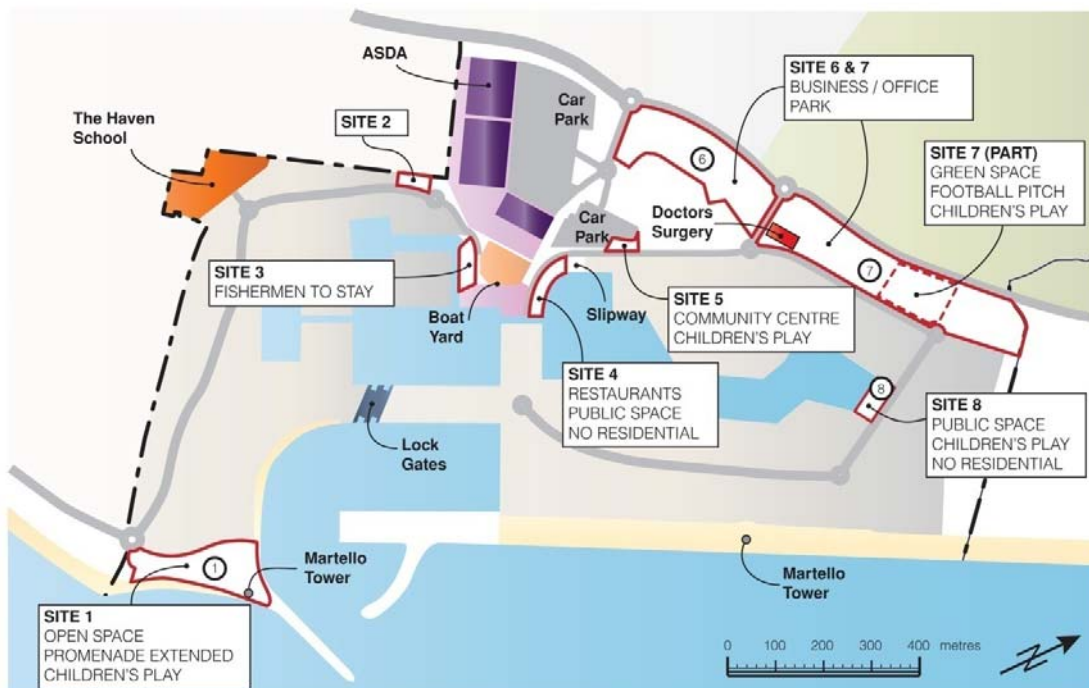 ASDA
Car
Park
SITE 6 & 7
BUSINESS / OFFICE
PARK
The Haven
School
SITE 2
6
SITE 7 (PART)
GREEN SPACE
FOOTBALL PITCH
CHILDREN'S PLAY
Car
Park
Doctors
Surgery
SITE 3
FISHERMEN TO STAY
7
Boat
Yard
Slipway
SITE 5
COMMUNITY CENTRE
CHILDREN'S PLAY
SITE 4
RESTAURANTS
PUBLIC SPACE
NO RESIDENTIAL
8
SITE 8
PUBLIC SPACE
CHILDREN'S PLAY
NO RESIDENTIAL
Lock
Gates
1
Martello
Tower
Martello
Tower
SITE 1
OPEN SPACE
PROMENADE EXTENDED
CHILDREN'S PLAY
0 100 200 300 400 metres
N